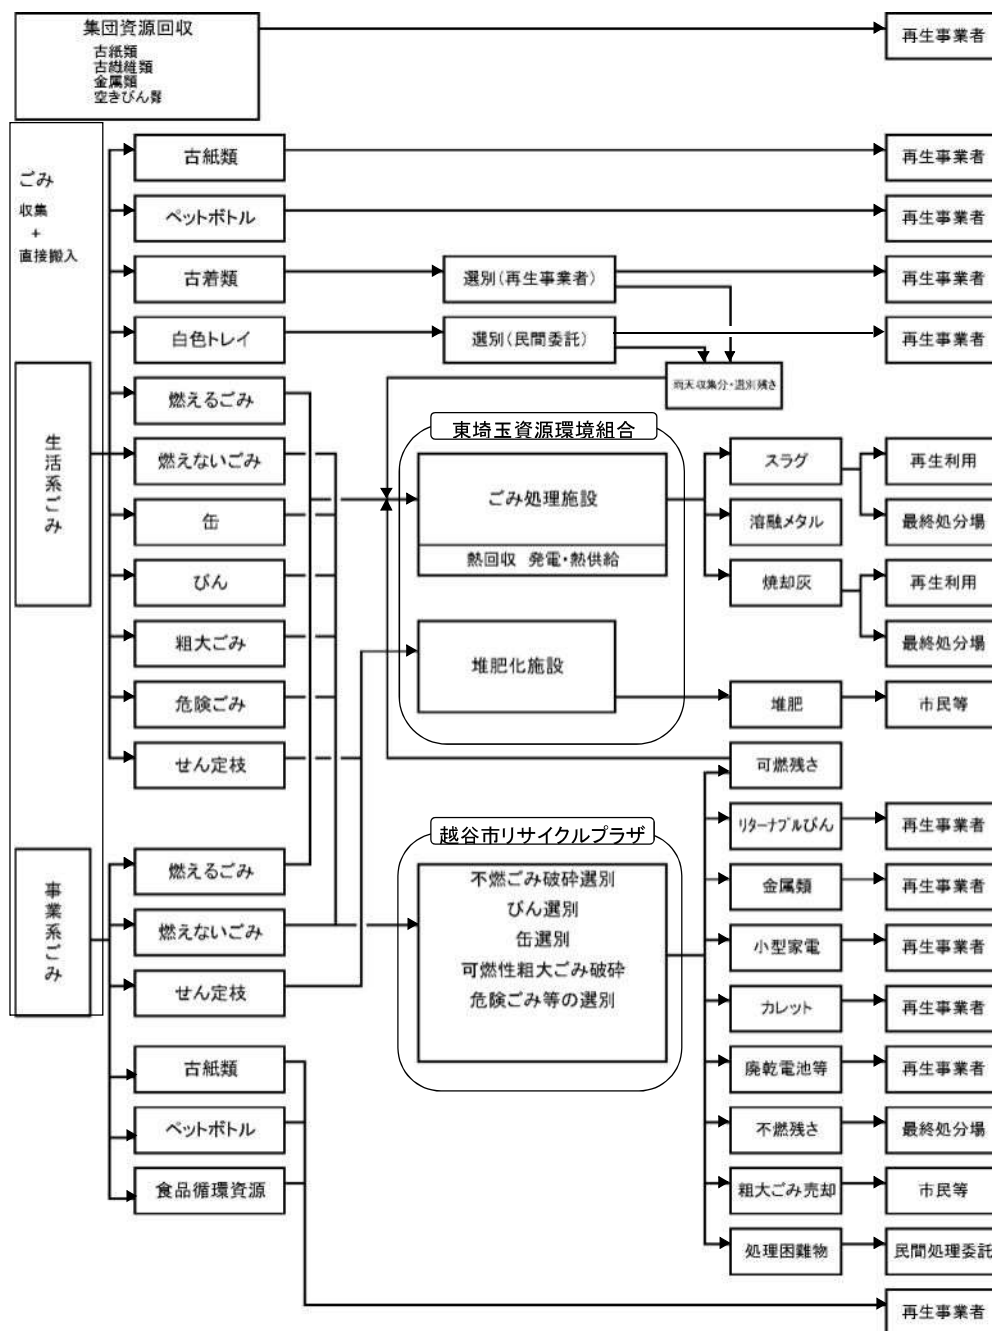 集団資源回収
古紙類
古繊維類
金属類
空きびん類
再生事業者
ごみ
収集
+
直接搬入
古紙類
再生事業者
ペットボトル
再生事業者
古着類
選別(再生事業者)
再生事業者
白色トレイ
選別(民間委託)
再生事業者
雨天収集分・選別残さ
生活系ごみ
燃えるごみ
燃えないごみ
缶
びん
粗大ごみ
危険ごみ
せん定枝
東埼玉資源環境組合
ごみ処理施設
熱回収 発電・熱供給
堆肥化施設
スラグ
再生利用
最終処分場
溶融メタル
焼却灰
再生利用
最終処分場
堆肥
市民等
可燃残さ
事業系ごみ
燃えるごみ
燃えないごみ
せん定枝
古紙類
ペットボトル
食品循環資源
越谷市リサイクルプラザ
不燃ごみ破砕選別
びん選別
缶選別
可燃性粗大ごみ破砕
危険ごみ等の選別
リターナブルびん
再生事業者
金属類
再生事業者
小型家電
再生事業者
カレット
再生事業者
廃乾電池等
再生事業者
不燃残さ
最終処分場
粗大ごみ売却
市民等
処理困難物
民間処理委託
再生事業者